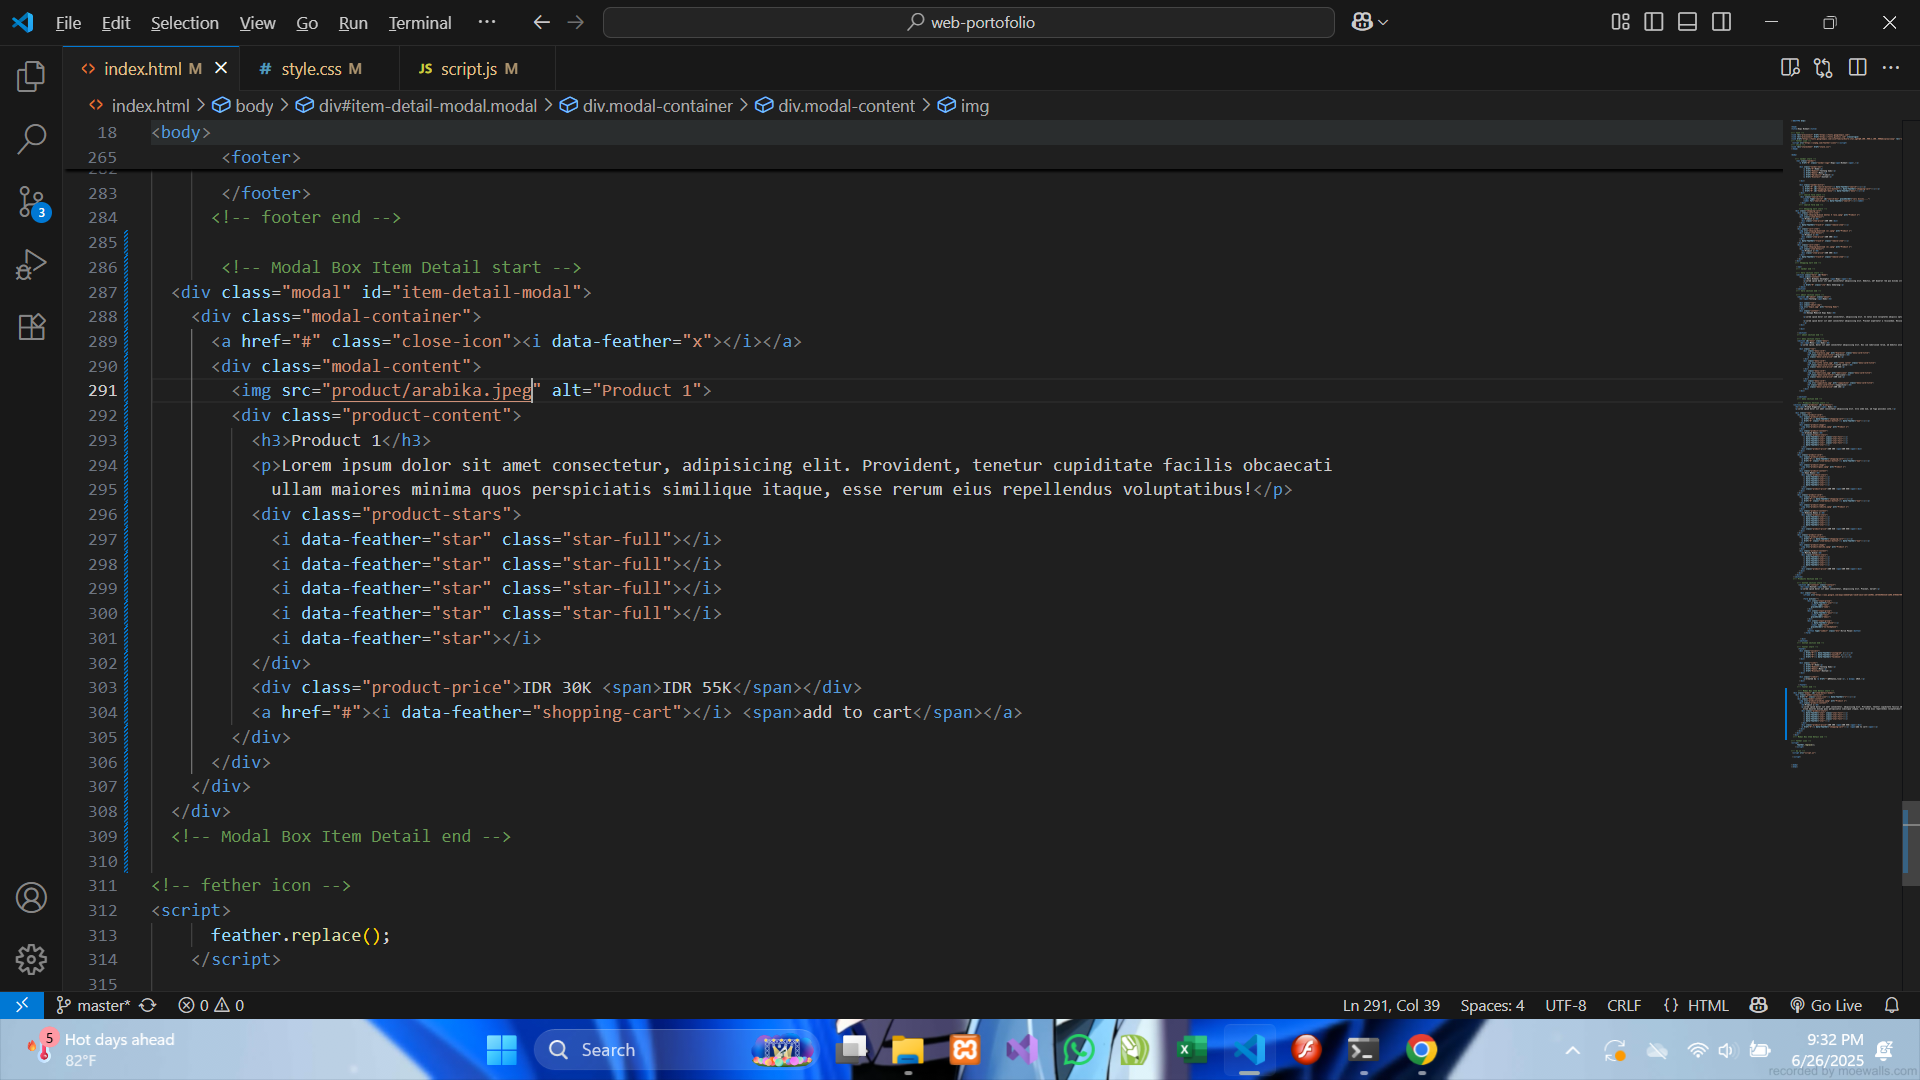 File Edit Selection View Go Run Terminal ··· web-portofolio
index.html M style.css M JS script.js M
index.html > body > div#item-detail-modal.modal > div.modal-container > div.modal-content > img
18 <body>
265 <footer>
283 </footer>
284 <!-- footer end -->
285
286 <!-- Modal Box Item Detail start -->
287 <div class="modal" id="item-detail-modal">
288 <div class="modal-container">
289 <a href="#" class="close-icon"><i data-feather="x"></i></a>
290 <div class="modal-content">
291 <img src="product/arabika.jpeg" alt="Product 1">
292 <div class="product-content">
293 <h3>Product 1</h3>
294 <p>Lorem ipsum dolor sit amet consectetur, adipisicing elit. Provident, tenetur cupiditate facilis obcaecati
295 ullam maiores minima quos perspiciatis similique itaque, esse rerum eius repellendus voluptatibus!</p>
296 <div class="product-stars">
297 <i data-feather="star" class="star-full"></i>
298 <i data-feather="star" class="star-full"></i>
299 <i data-feather="star" class="star-full"></i>
300 <i data-feather="star" class="star-full"></i>
301 <i data-feather="star"></i>
302 </div>
303 <div class="product-price">IDR 30K <span>IDR 55K</span></div>
304 <a href="#"><i data-feather="shopping-cart"></i> <span>add to cart</span></a>
305 </div>
306 </div>
307 </div>
308 </div>
309 <!-- Modal Box Item Detail end -->
310
311 <!-- fether icon -->
312 <script>
313 feather.replace();
314 </script>
315
3
master* 0 0 Ln 291, Col 39 Spaces: 4 UTF-8 CRLF {} HTML Go Live
5 Hot days ahead
82°F
Search
9:32 PM
6/26/2025
recorded by moewalls.com